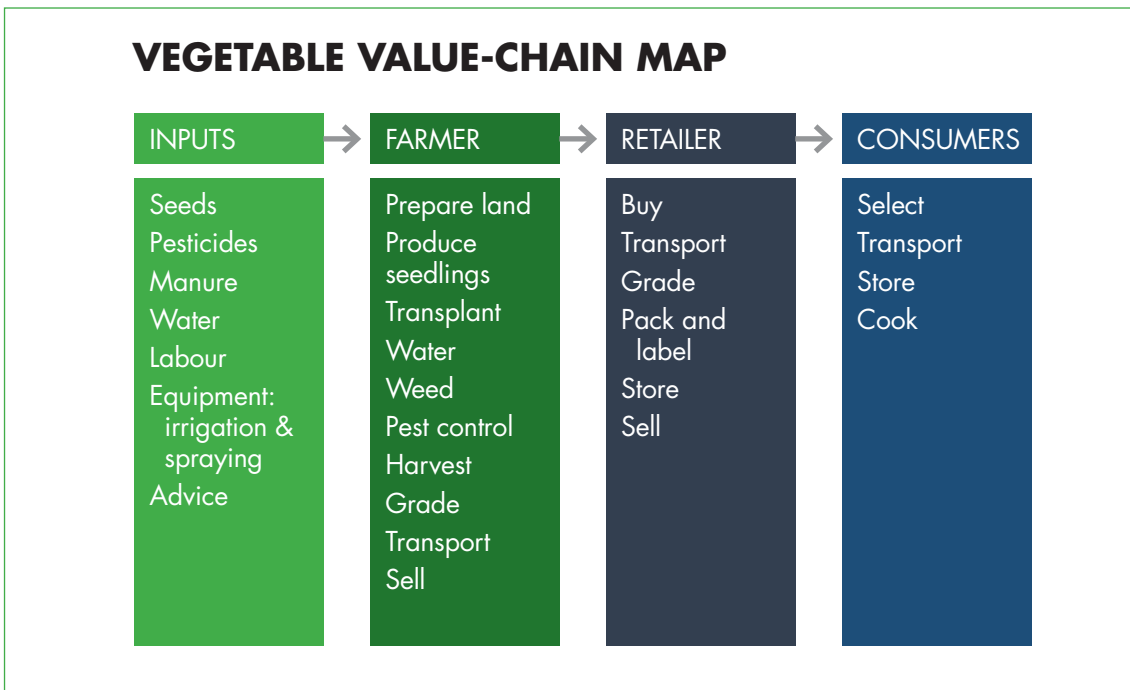 VEGETABLE VALUE-CHAIN MAP
INPUTS
Seeds
Pesticides
Manure
Water
Labour
Equipment:
irrigation &
spraying
Advice
FARMER
Prepare land
Produce
seedlings
Transplant
Water
Weed
Pest control
Harvest
Grade
Transport
Sell
RETAILER
Buy
Transport
Grade
Pack and
label
Store
Sell
CONSUMERS
Select
Transport
Store
Cook